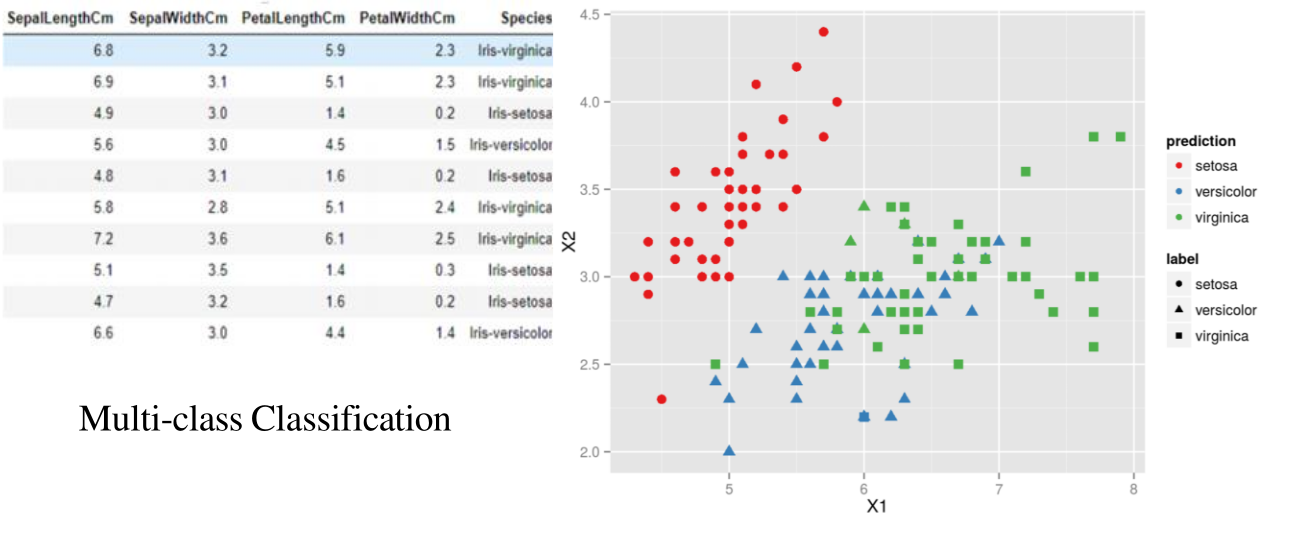 SepalLengthCm SepalWidthCm PetalLengthCm PetalWidthCm Species
6.8 3.2 5.9 2.3 Iris-virginica
6.9 3.1 5.1 2.3 Iris-virginica
4.9 3.0 1.4 0.2 Iris-setosa
5.6 3.0 4.5 1.5 Iris-versicolor
4.8 3.1 1.6 0.2 Iris-setosa
5.8 2.8 5.1 2.4 Iris-virginica
7.2 3.6 6.1 2.5 Iris-virginica
5.1 3.5 1.4 0.3 Iris-setosa
4.7 3.2 1.6 0.2 Iris-setosa
6.6 3.0 4.4 1.4 Iris-versicolor
Multi-class Classification
4.5
4.0
3.5
3.0
2.5
2.0
X2
5 6 7 8
X1
prediction
setosa
versicolor
virginica
label
setosa
versicolor
virginica